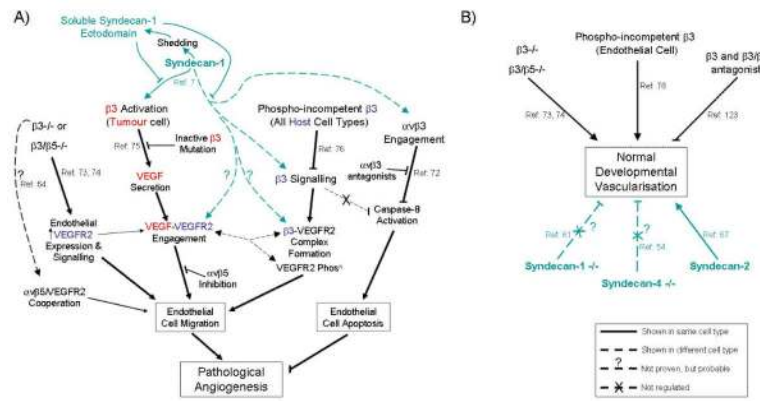 A)
Soluble Syndecan-1
Ectodomain
Shedding
Syndecan-1
Ref. 71
β3-/- or
β3/β5-/-
β3 Activation
(Tumour cell)
Ref. 75
Inactive β3
Mutation
Phospho-incompetent β3
(All Host Cell Types)
Ref. 76
αvβ3
Engagement
?
Ref. 64
Ref. 73, 74
VEGF
Secretion
?
?
β3-Signalling
αvβ3
antagonists
Ref. 72
X
Caspase-8
Activation
Endothelial
VEGFR2
Expression &
Signalling
VEGF-VEGFR2
Engagement
β3-VEGFR2
Complex
Formation
VEGFR2 Phosⁿ
αvβ5/VEGFR2
Cooperation
αvβ5
Inhibition
Endothelial
Cell Migration
Endothelial
Cell Apoptosis
Pathological
Angiogenesis
B)
β3-/-
β3/β5-/-
Phospho-incompetent β3
(Endothelial Cell)
β3 and β3/β5
antagonists
Ref. 73, 74
Ref. 76
Ref. 123
Normal
Developmental
Vascularisation
Ref. 61
?
?
Ref. 54
Ref. 67
Syndecan-1 -/-
Syndecan-4 -/-
Syndecan-2
Shown in same cell type
Shown in different cell type
?
Not proven, but probable
X
Not regulated